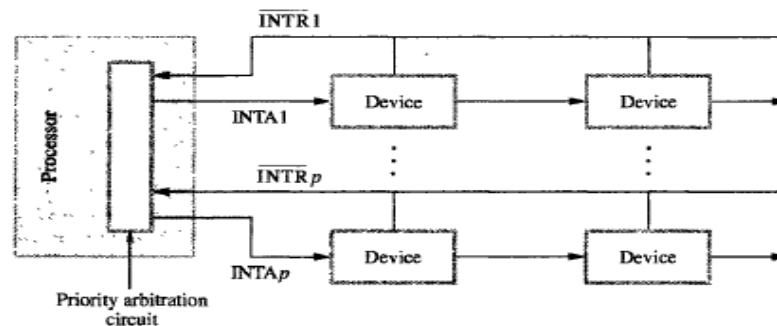 INTR1
Device
Device
INTA1
Processor
INTRp
Device
Device
INTAp
Priority arbitration
circuit